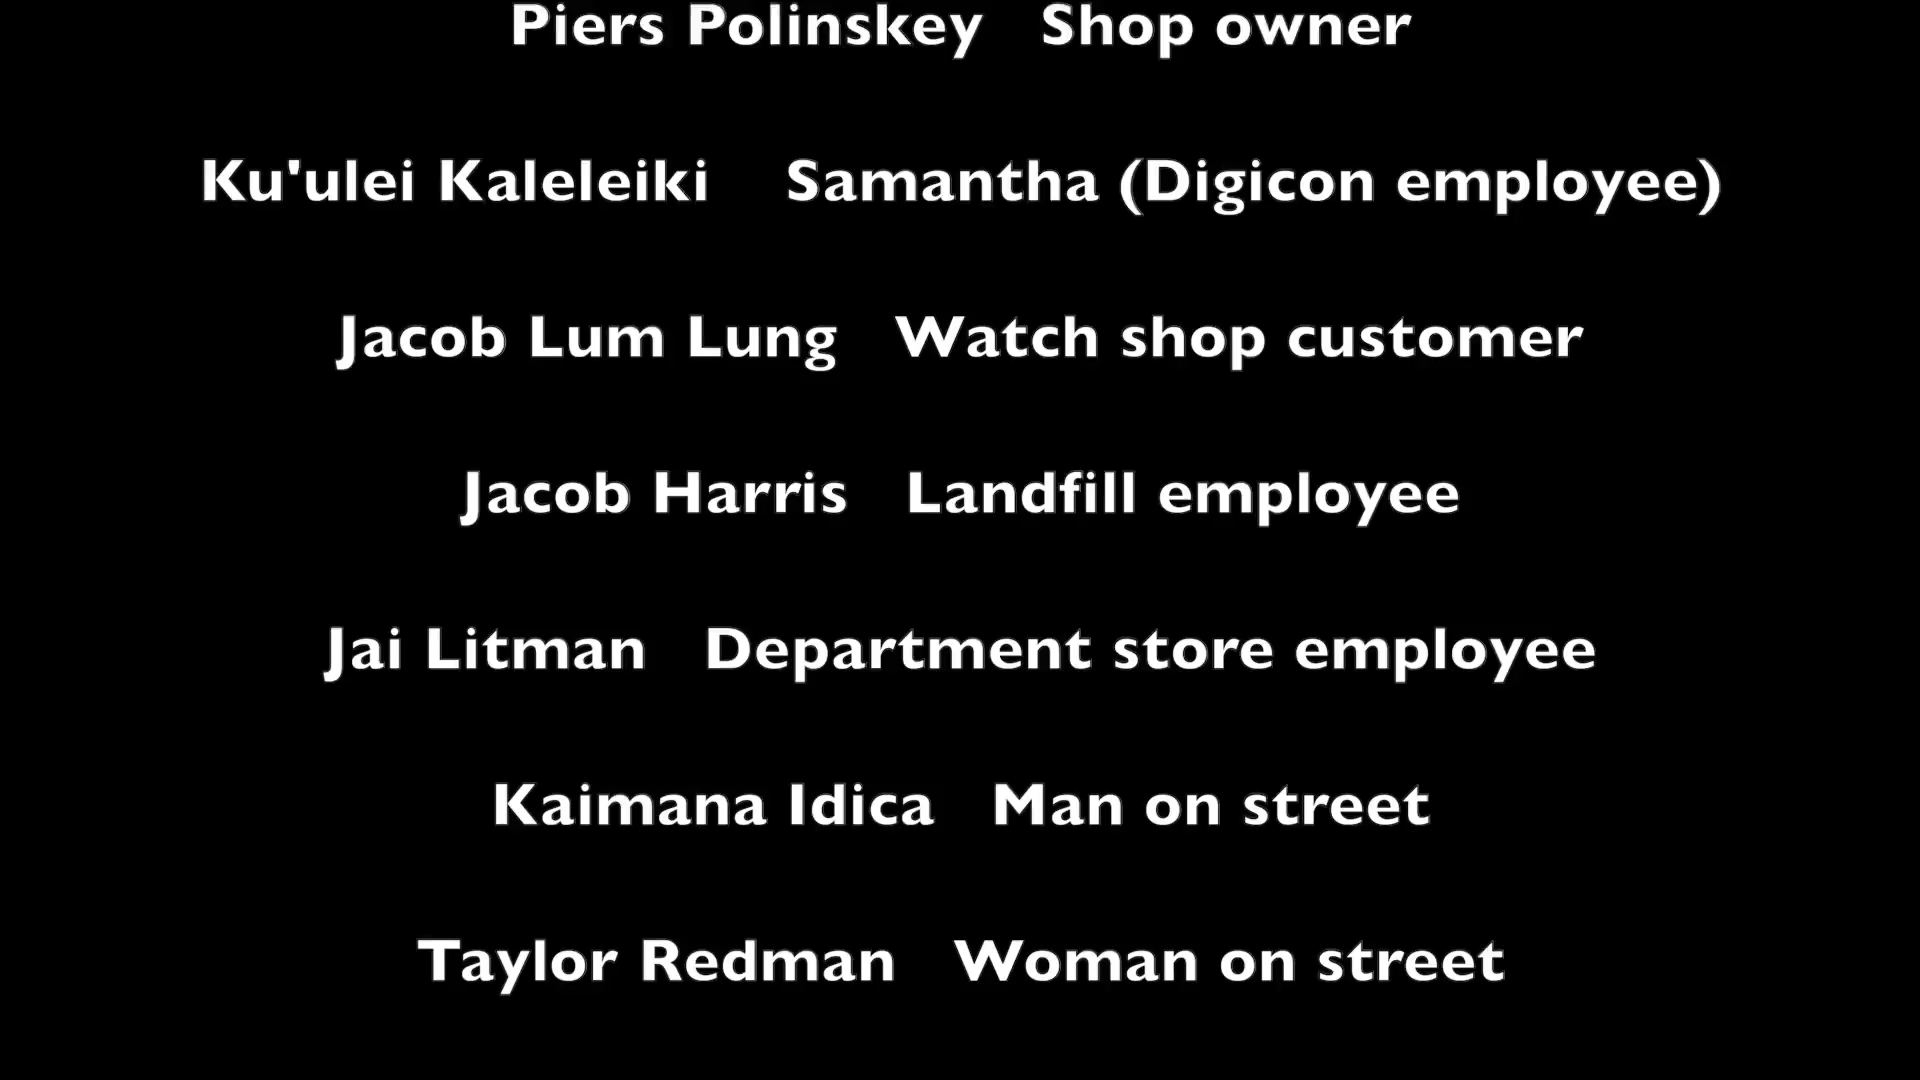 Piers Polinskey Shop owner
Ku'ulei Kaleleiki Samantha (Digicon employee)
Jacob Lum Lung Watch shop customer
Jacob Harris Landfill employee
Jai Litman Department store employee
Kaimana Idica Man on street
Taylor Redman Woman on street